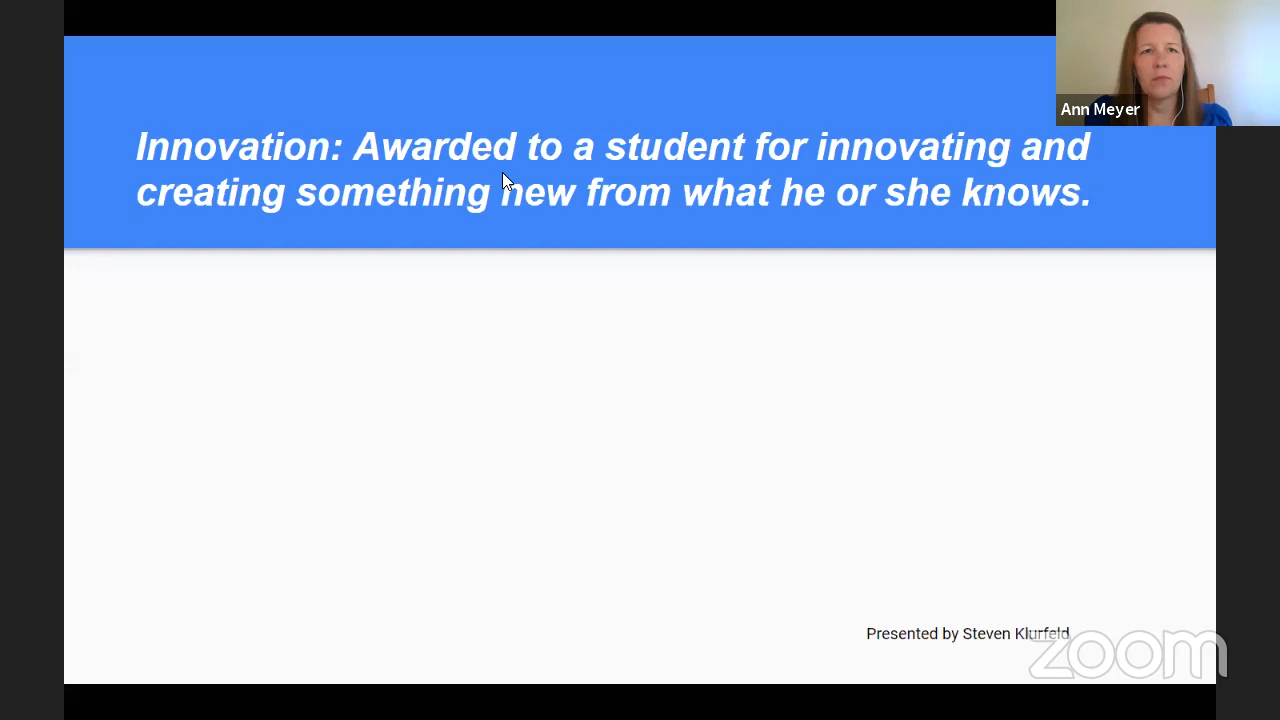 Ann Meyer
Innovation: Awarded to a student for innovating and
creating something new from what he or she knows.
Presented by Steven Klurfeld
zoom